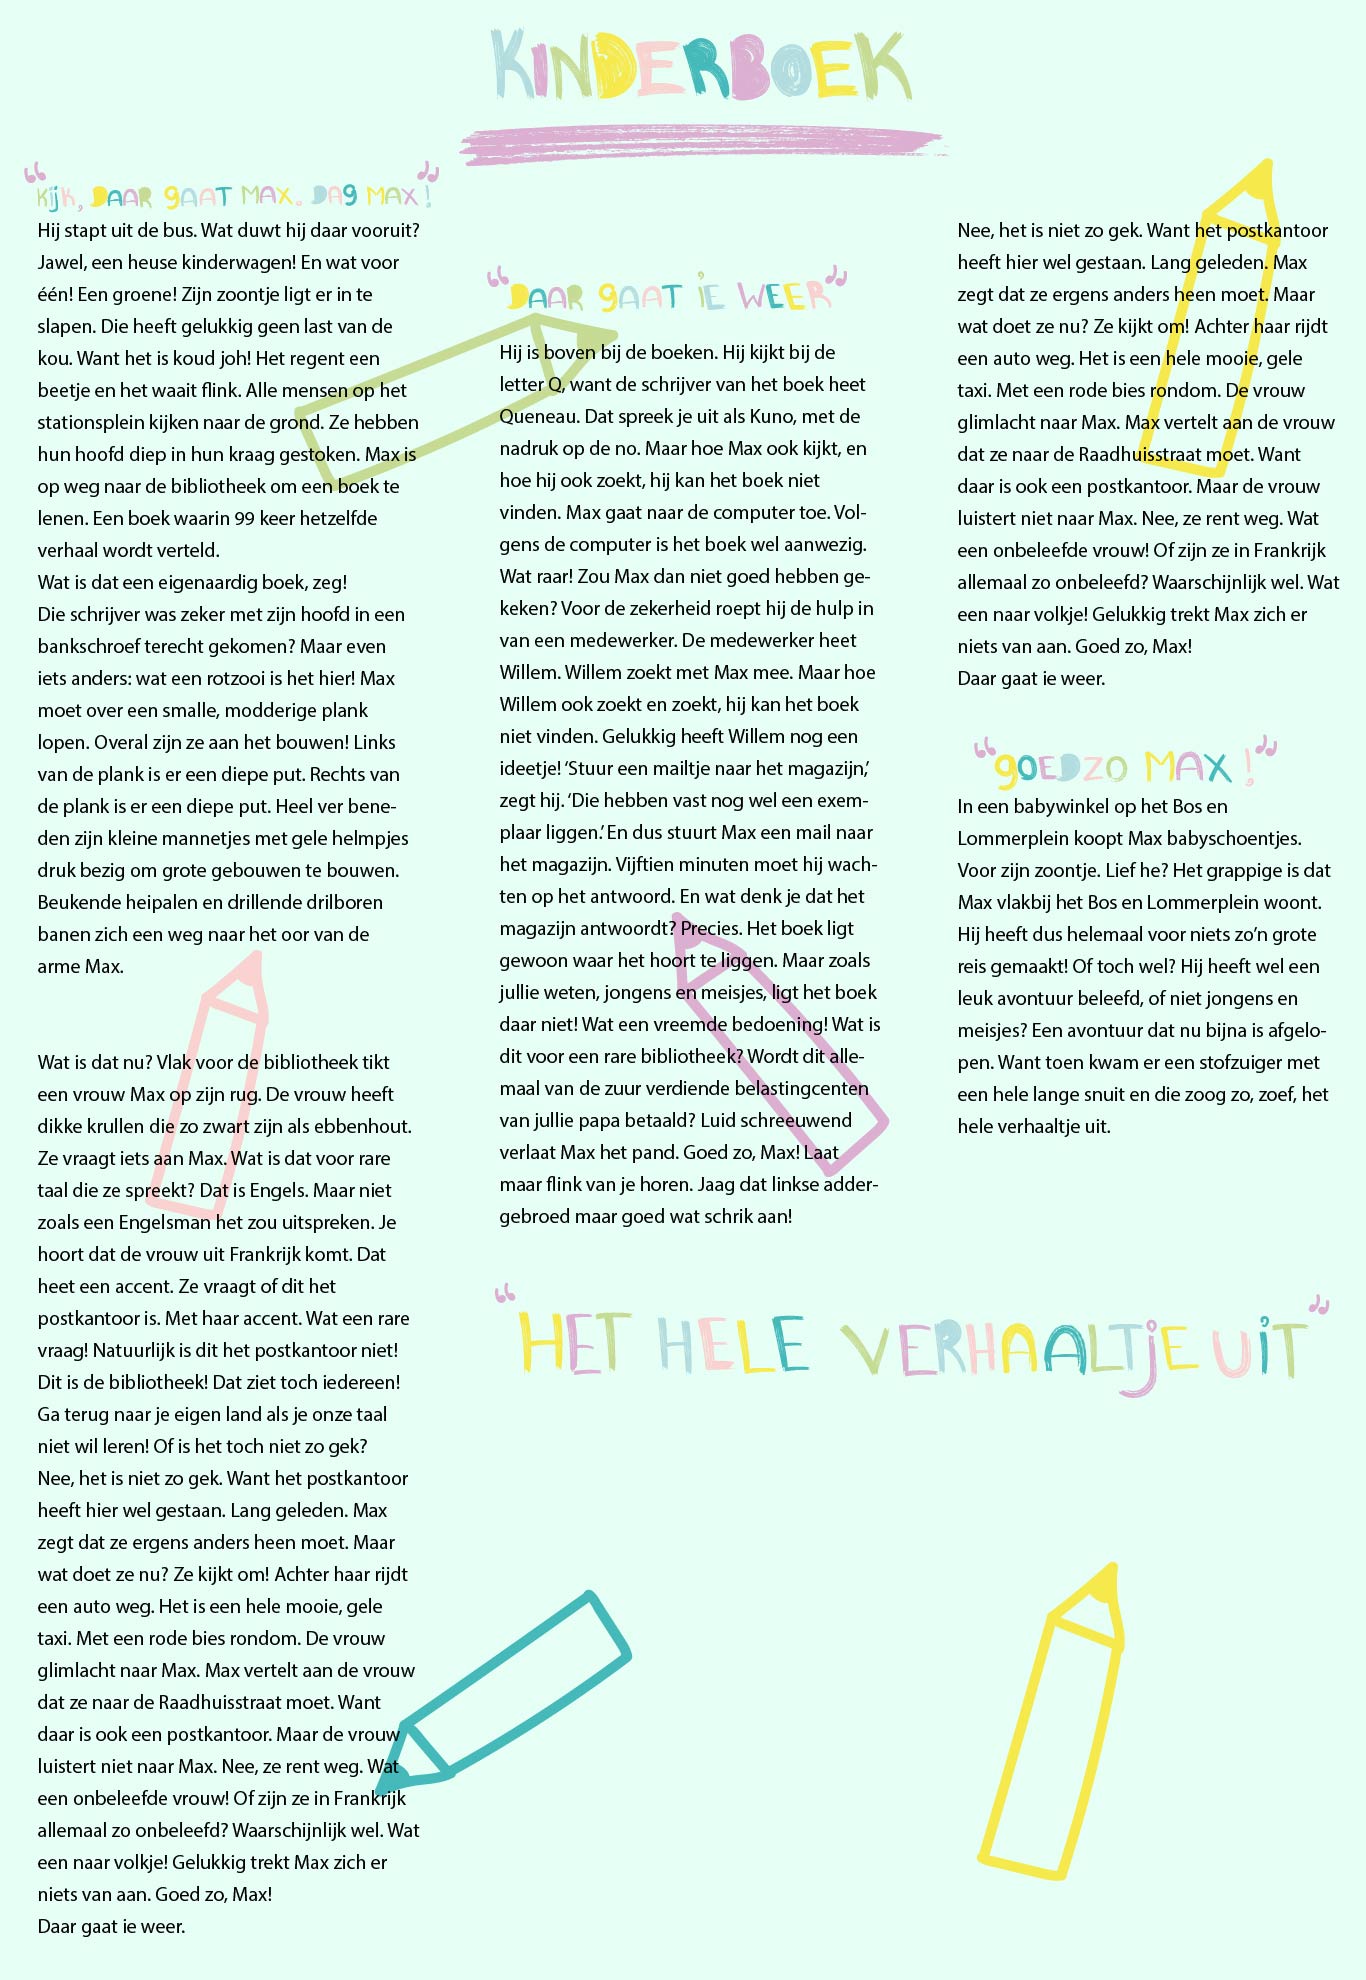 KINDERBOEK
“Kijk, DAAR gAAT MAX. DAg MAX!”
Hij stapt uit de bus. Wat duwt hij daar vooruit?
Jawel, een heuse kinderwagen! En wat voor
één! Een groene! Zijn zoontje ligt er in te
slapen. Die heeft gelukkig geen last van de
kou. Want het is koud joh! Het regent een
beetje en het waait flink. Alle mensen op het
stationsplein kijken naar de grond. Ze hebben
hun hoofd diep in hun kraag gestoken. Max is
op weg naar de bibliotheek om een boek te
lenen. Een boek waarin 99 keer hetzelfde
verhaal wordt verteld.
Wat is dat een eigenaardig boek, zeg!
Die schrijver was zeker met zijn hoofd in een
bankschroef terecht gekomen? Maar even
iets anders: wat een rotzooi is het hier! Max
moet over een smalle, modderige plank
lopen. Overal zijn ze aan het bouwen! Links
van de plank is er een diepe put. Rechts van
de plank is er een diepe put. Heel ver bene-
den zijn kleine mannetjes met gele helmpjes
druk bezig om grote gebouwen te bouwen.
Beukende heipalen en drillende drilboren
banen zich een weg naar het oor van de
arme Max.
Wat is dat nu? Vlak voor de bibliotheek tikt
een vrouw Max op zijn rug. De vrouw heeft
dikke krullen die zo zwart zijn als ebbenhout.
Ze vraagt iets aan Max. Wat is dat voor rare
taal die ze spreekt? Dat is Engels. Maar niet
zoals een Engelsman het zou uitspreken. Je
hoort dat de vrouw uit Frankrijk komt. Dat
heet een accent. Ze vraagt of dit het
postkantoor is. Met haar accent. Wat een rare
vraag! Natuurlijk is dit het postkantoor niet!
Dit is de bibliotheek! Dat ziet toch iedereen!
Ga terug naar je eigen land als je onze taal
niet wil leren! Of is het toch niet zo gek?
Nee, het is niet zo gek. Want het postkantoor
heeft hier wel gestaan. Lang geleden. Max
zegt dat ze ergens anders heen moet. Maar
wat doet ze nu? Ze kijkt om! Achter haar rijdt
een auto weg. Het is een hele mooie, gele
taxi. Met een rode bies rondom. De vrouw
glimlacht naar Max. Max vertelt aan de vrouw
dat ze naar de Raadhuisstraat moet. Want
daar is ook een postkantoor. Maar de vrouw
luistert niet naar Max. Nee, ze rent weg. Wat
een onbeleefde vrouw! Of zijn ze in Frankrijk
allemaal zo onbeleefd? Waarschijnlijk wel. Wat
een naar volkje! Gelukkig trekt Max zich er
niets van aan. Goed zo, Max!
Daar gaat ie weer.
“DAAR gAAT iE WEER”
Hij is boven bij de boeken. Hij kijkt bij de
letter Q, want de schrijver van het boek heet
Queneau. Dat spreek je uit als Kuno, met de
nadruk op de no. Maar hoe Max ook kijkt, en
hoe hij ook zoekt, hij kan het boek niet
vinden. Max gaat naar de computer toe. Vol-
gens de computer is het boek wel aanwezig.
Wat raar! Zou Max dan niet goed hebben ge-
keken? Voor de zekerheid roept hij de hulp in
van een medewerker. De medewerker heet
Willem. Willem zoekt met Max mee. Maar hoe
Willem ook zoekt en zoekt, hij kan het boek
niet vinden. Gelukkig heeft Willem nog een
ideetje! ‘Stuur een mailtje naar het magazijn,’
zegt hij. ‘Die hebben vast nog wel een exem-
plaar liggen.’ En dus stuurt Max een mail naar
het magazijn. Vijftien minuten moet hij wach-
ten op het antwoord. En wat denk je dat het
magazijn antwoordt? Precies. Het boek ligt
gewoon waar het hoort te liggen. Maar zoals
jullie weten, jongens en meisjes, ligt het boek
daar niet! Wat een vreemde bedoening! Wat is
dit voor een rare bibliotheek? Wordt dit alle-
maal van de zuur verdiende belastingcenten
van jullie papa betaald? Luid schreeuwend
verlaat Max het pand. Goed zo, Max! Laat
maar flink van je horen. Jaag dat linkse adder-
gebroed maar goed wat schrik aan!
Nee, het is niet zo gek. Want het postkantoor
heeft hier wel gestaan. Lang geleden. Max
zegt dat ze ergens anders heen moet. Maar
wat doet ze nu? Ze kijkt om! Achter haar rijdt
een auto weg. Het is een hele mooie, gele
taxi. Met een rode bies rondom. De vrouw
glimlacht naar Max. Max vertelt aan de vrouw
dat ze naar de Raadhuisstraat moet. Want
daar is ook een postkantoor. Maar de vrouw
luistert niet naar Max. Nee, ze rent weg. Wat
een onbeleefde vrouw! Of zijn ze in Frankrijk
allemaal zo onbeleefd? Waarschijnlijk wel. Wat
een naar volkje! Gelukkig trekt Max zich er
niets van aan. Goed zo, Max!
Daar gaat ie weer.
“gOEDZO MAX!”
In een babywinkel op het Bos en
Lommerplein koopt Max babyschoentjes.
Voor zijn zoontje. Lief he? Het grappige is dat
Max vlakbij het Bos en Lommerplein woont.
Hij heeft dus helemaal voor niets zo’n grote
reis gemaakt! Of toch wel? Hij heeft wel een
leuk avontuur beleefd, of niet jongens en
meisjes? Een avontuur dat nu bijna is afgelo-
pen. Want toen kwam er een stofzuiger met
een hele lange snuit en die zoog zo, zoef, het
hele verhaaltje uit.
“HET HELE VERHAALTjE UiT”